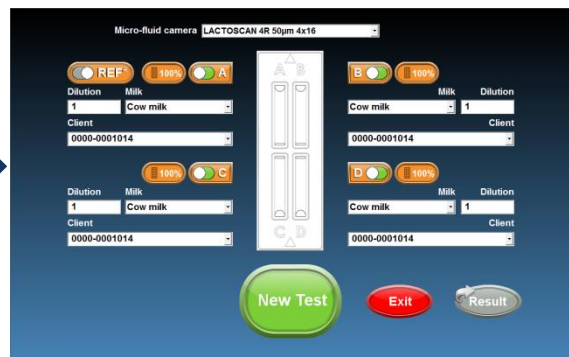 Micro-fluid camera LACTOSCAN 4R 50µm 4x16
REF* 100% A A B B 100%
Dilution Milk Milk Dilution
1 Cow milk Cow milk 1
Client Client
0000-0001014 0000-0001014
100% C D 100%
Dilution Milk Milk Dilution
1 Cow milk Cow milk 1
Client Client
0000-0001014 C D 0000-0001014
New Test Exit Result